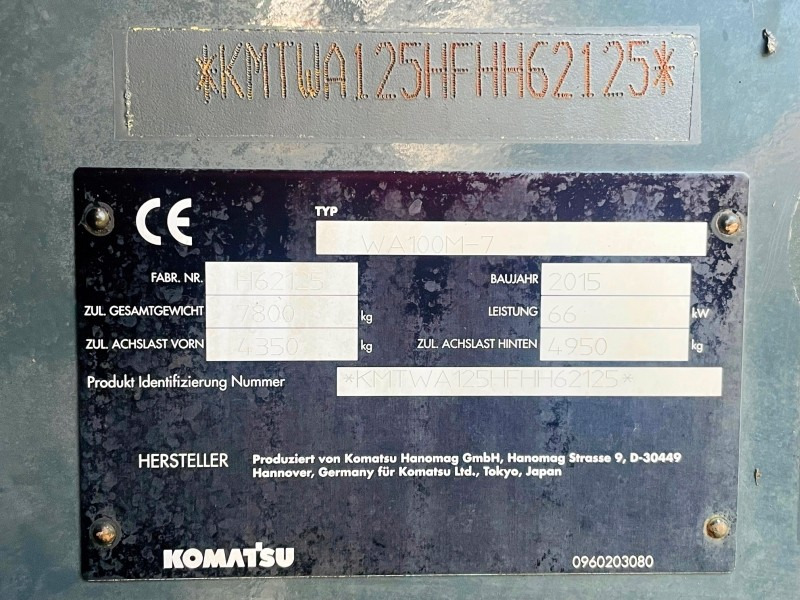 *KMTWA125HFHH62125*
CE
TYP
WA100M-7
FABR. NR. H62125 BAUJAHR 2015
ZUL. GESAMTGEWICHT 7800 kg LEISTUNG 66 kW
ZUL. ACHSLAST VORN 4350 kg ZUL. ACHSLAST HINTEN 4950 kg
Produkt Identifizierung Nummer *KMTWA125HFHH62125*
HERSTELLER Produziert von Komatsu Hanomag GmbH, Hanomag Strasse 9, D-30449
Hannover, Germany für Komatsu Ltd., Tokyo, Japan
KOMATSU 0960203080